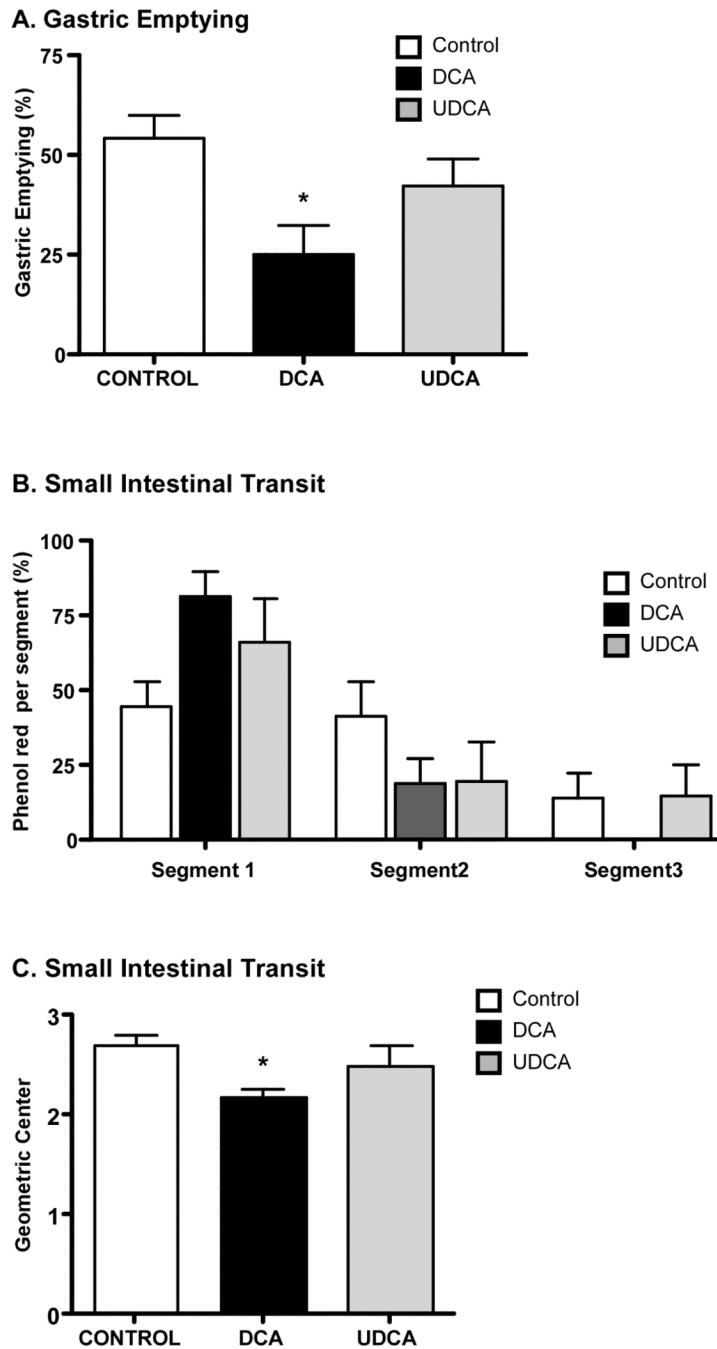 A. Gastric Emptying
Control
DCA
UDCA
Gastric Emptying (%)
75
50
25
0
*
CONTROL DCA UDCA
B. Small Intestinal Transit
Control
DCA
UDCA
Phenol red per segment (%)
100
75
50
25
0
Segment 1 Segment2 Segment3
C. Small Intestinal Transit
Control
DCA
UDCA
Geometric Center
3
2
1
0
*
CONTROL DCA UDCA